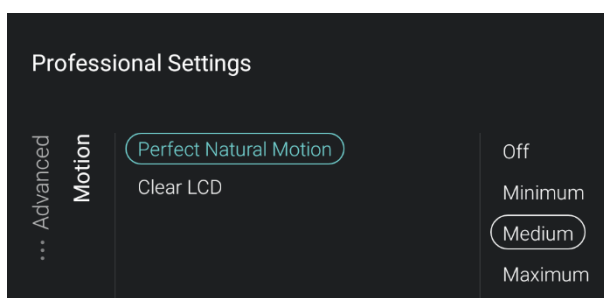 Professional Settings
... Advanced
Motion
Perfect Natural Motion
Clear LCD
Off
Minimum
Medium
Maximum